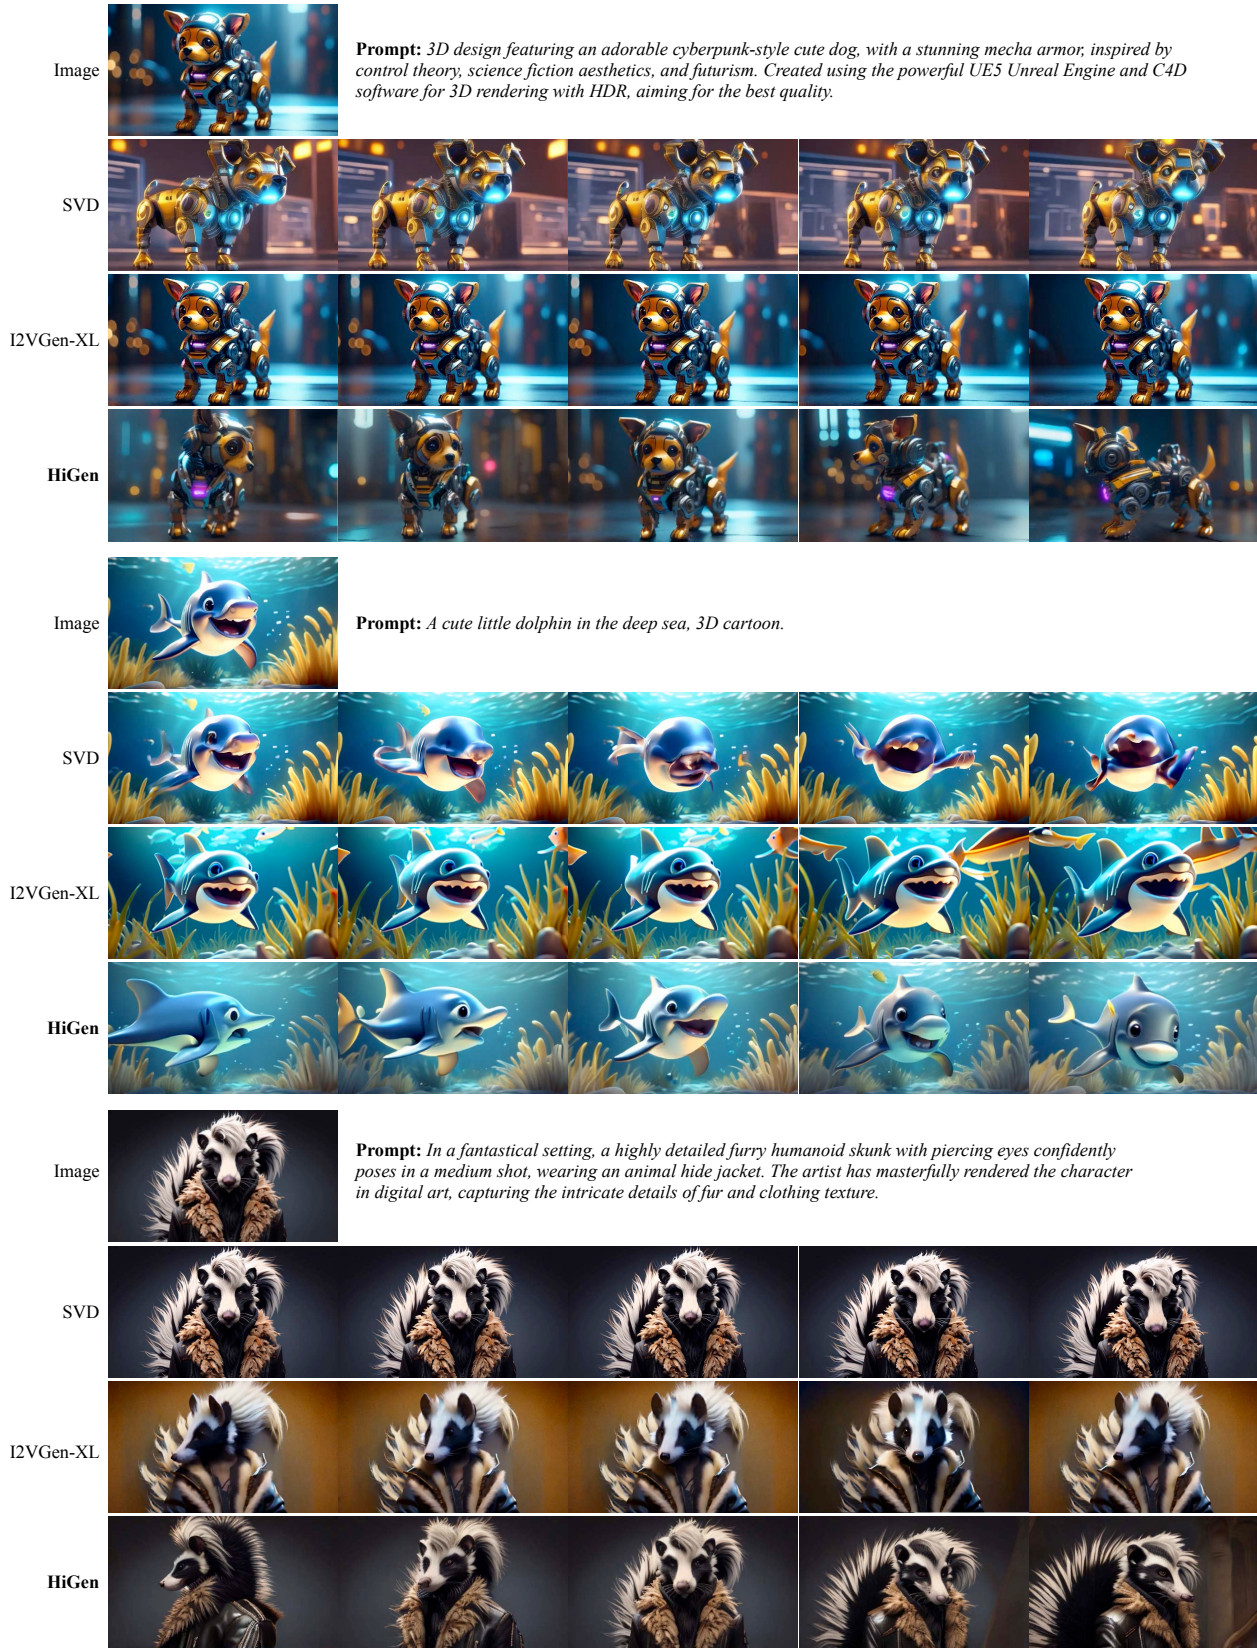 Image
Prompt: 3D design featuring an adorable cyberpunk-style cute dog, with a stunning mecha armor, inspired by
control theory, science fiction aesthetics, and futurism. Created using the powerful UE5 Unreal Engine and C4D
software for 3D rendering with HDR, aiming for the best quality.
SVD
I2VGen-XL
HiGen
Image
Prompt: A cute little dolphin in the deep sea, 3D cartoon.
SVD
I2VGen-XL
HiGen
Image
Prompt: In a fantastical setting, a highly detailed furry humanoid skunk with piercing eyes confidently
poses in a medium shot, wearing an animal hide jacket. The artist has masterfully rendered the character
in digital art, capturing the intricate details of fur and clothing texture.
SVD
I2VGen-XL
HiGen